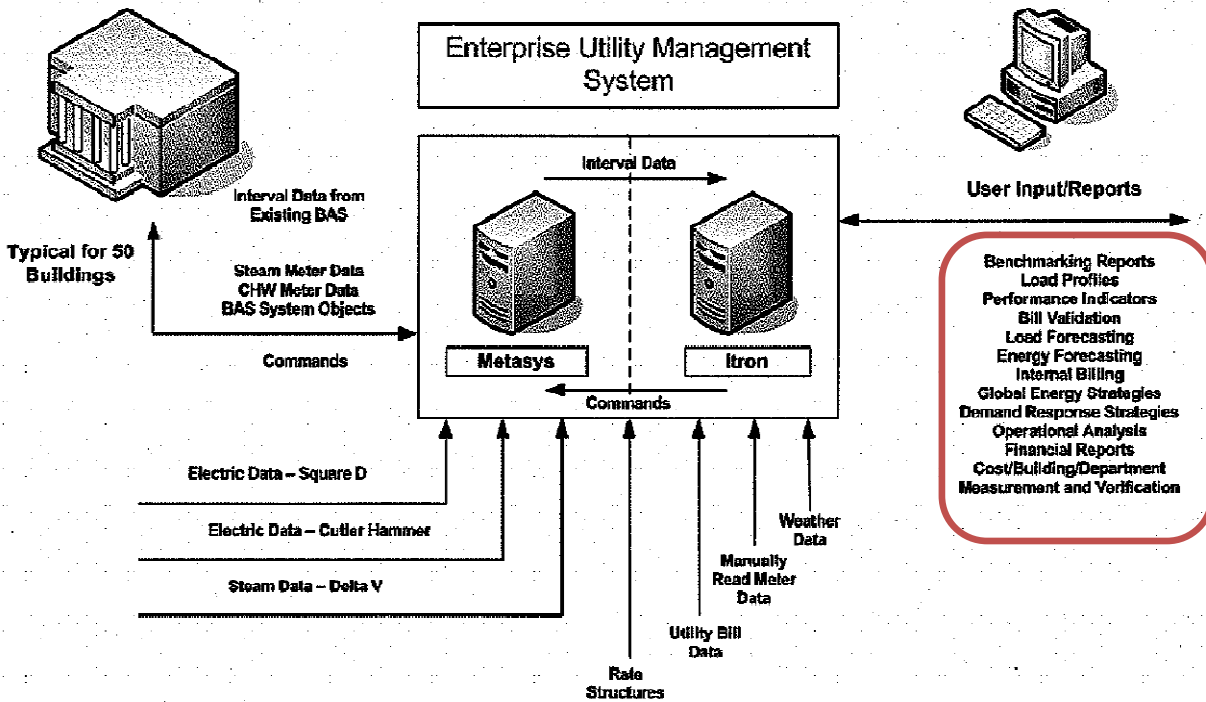 Enterprise Utility Management
System
Interval Data
Interval Data from
Existing BAS
Typical for 50
Buildings
Steam Meter Data
CHW Meter Data
BAS System Objects
Commands
Metasys
Itron
Commands
User Input/Reports
Benchmarking Reports
Load Profiles
Performance Indicators
Bill Validation
Load Forecasting
Energy Forecasting
Internal Billing
Global Energy Strategies
Demand Response Strategies
Operational Analysis
Financial Reports
Cost/Building/Department
Measurement and Verification
Electric Data – Square D
Electric Data – Cutler Hammer
Steam Data – Delta V
Rate
Structures
Utility Bill
Data
Manually
Read Meter
Data
Weather
Data